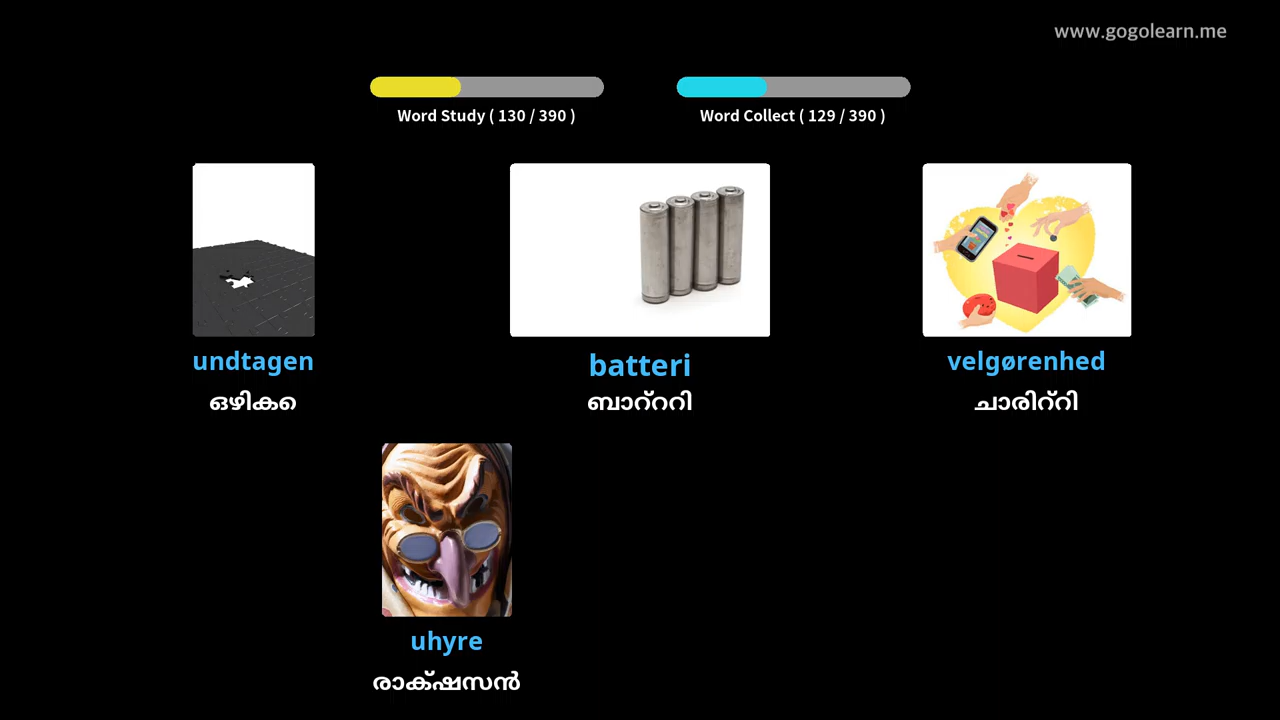 www.gogolearn.me
Word Study ( 130 / 390 )
Word Collect ( 129 / 390 )
undtagen
batteri
velgørenhed
ഒഴികെ
ബാറ്ററി
ചാരിറ്റി
uhyre
രാക്ഷസൻ